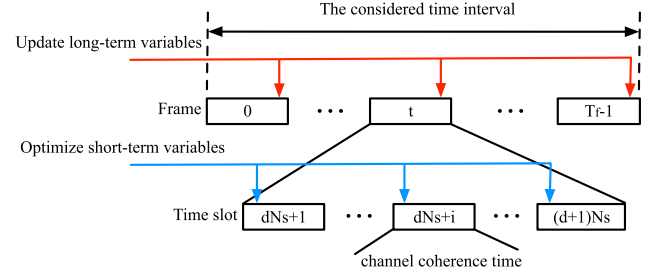 The considered time interval
Update long-term variables
Frame 0 ··· t ··· Tf-1
Optimize short-term variables
Time slot dNs+1 ··· dNs+i ··· (d+1)Ns
channel coherence time